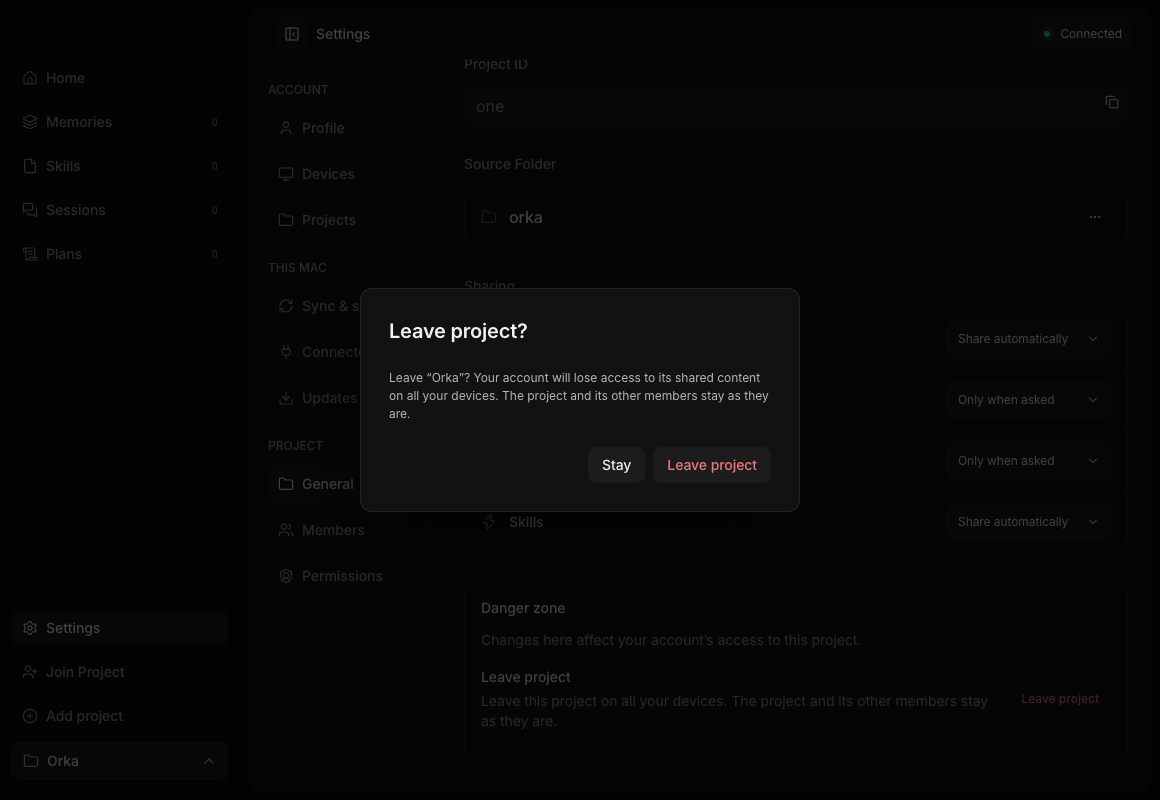 Settings
Connected
Home
Memories 0
Skills 0
Sessions 0
Plans 0
Settings
Join Project
Add project
Orka
ACCOUNT
Profile
Devices
Projects
THIS MAC
Sync & s
Connect
Updates
PROJECT
General
Members
Permissions
Project ID
one
Source Folder
orka
Sharing
Share automatically
Only when asked
Only when asked
Skills
Share automatically
Danger zone
Changes here affect your account’s access to this project.
Leave project
Leave this project on all your devices. The project and its other members stay
as they are.
Leave project
Leave project?
Leave “Orka”? Your account will lose access to its shared content
on all your devices. The project and its other members stay as they
are.
Stay
Leave project